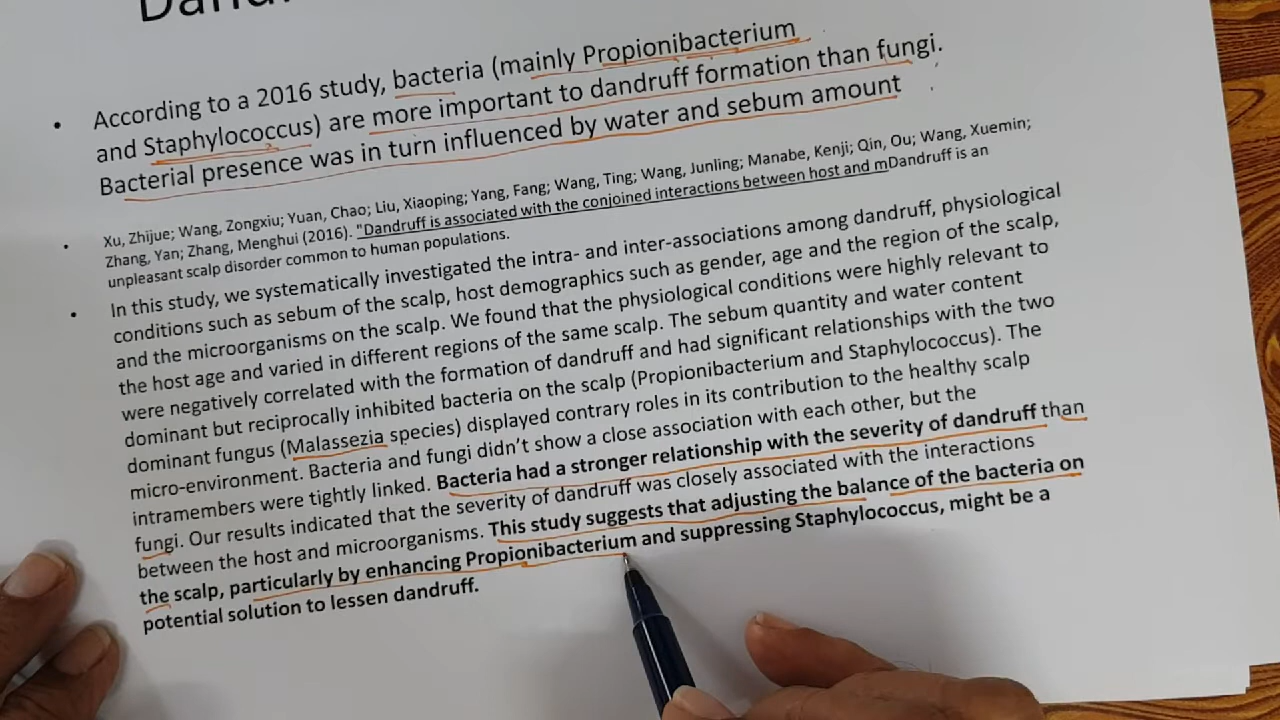 • According to a 2016 study, bacteria (mainly Propionibacterium
and Staphylococcus) are more important to dandruff formation than fungi.
Bacterial presence was in turn influenced by water and sebum amount
• Xu, Zhijue; Wang, Zongxiu; Yuan, Chao; Liu, Xiaoping; Yang, Fang; Wang, Ting; Wang, Junling; Manabe, Kenji; Qin, Ou; Wang, Xuemin;
Zhang, Yan; Zhang, Menghui (2016). "Dandruff is associated with the conjoined interactions between host and mDandruff is an
unpleasant scalp disorder common to human populations.
• In this study, we systematically investigated the intra- and inter-associations among dandruff, physiological
conditions such as sebum of the scalp, host demographics such as gender, age and the region of the scalp,
and the microorganisms on the scalp. We found that the physiological conditions were highly relevant to
the host age and varied in different regions of the same scalp. The sebum quantity and water content
were negatively correlated with the formation of dandruff and had significant relationships with the two
dominant but reciprocally inhibited bacteria on the scalp (Propionibacterium and Staphylococcus). The
dominant fungus (Malassezia species) displayed contrary roles in its contribution to the healthy scalp
micro-environment. Bacteria and fungi didn't show a close association with each other, but the
intramembers were tightly linked. Bacteria had a stronger relationship with the severity of dandruff than
fungi. Our results indicated that the severity of dandruff was closely associated with the interactions
between the host and microorganisms. This study suggests that adjusting the balance of the bacteria on
the scalp, particularly by enhancing Propionibacterium and suppressing Staphylococcus, might be a
potential solution to lessen dandruff.